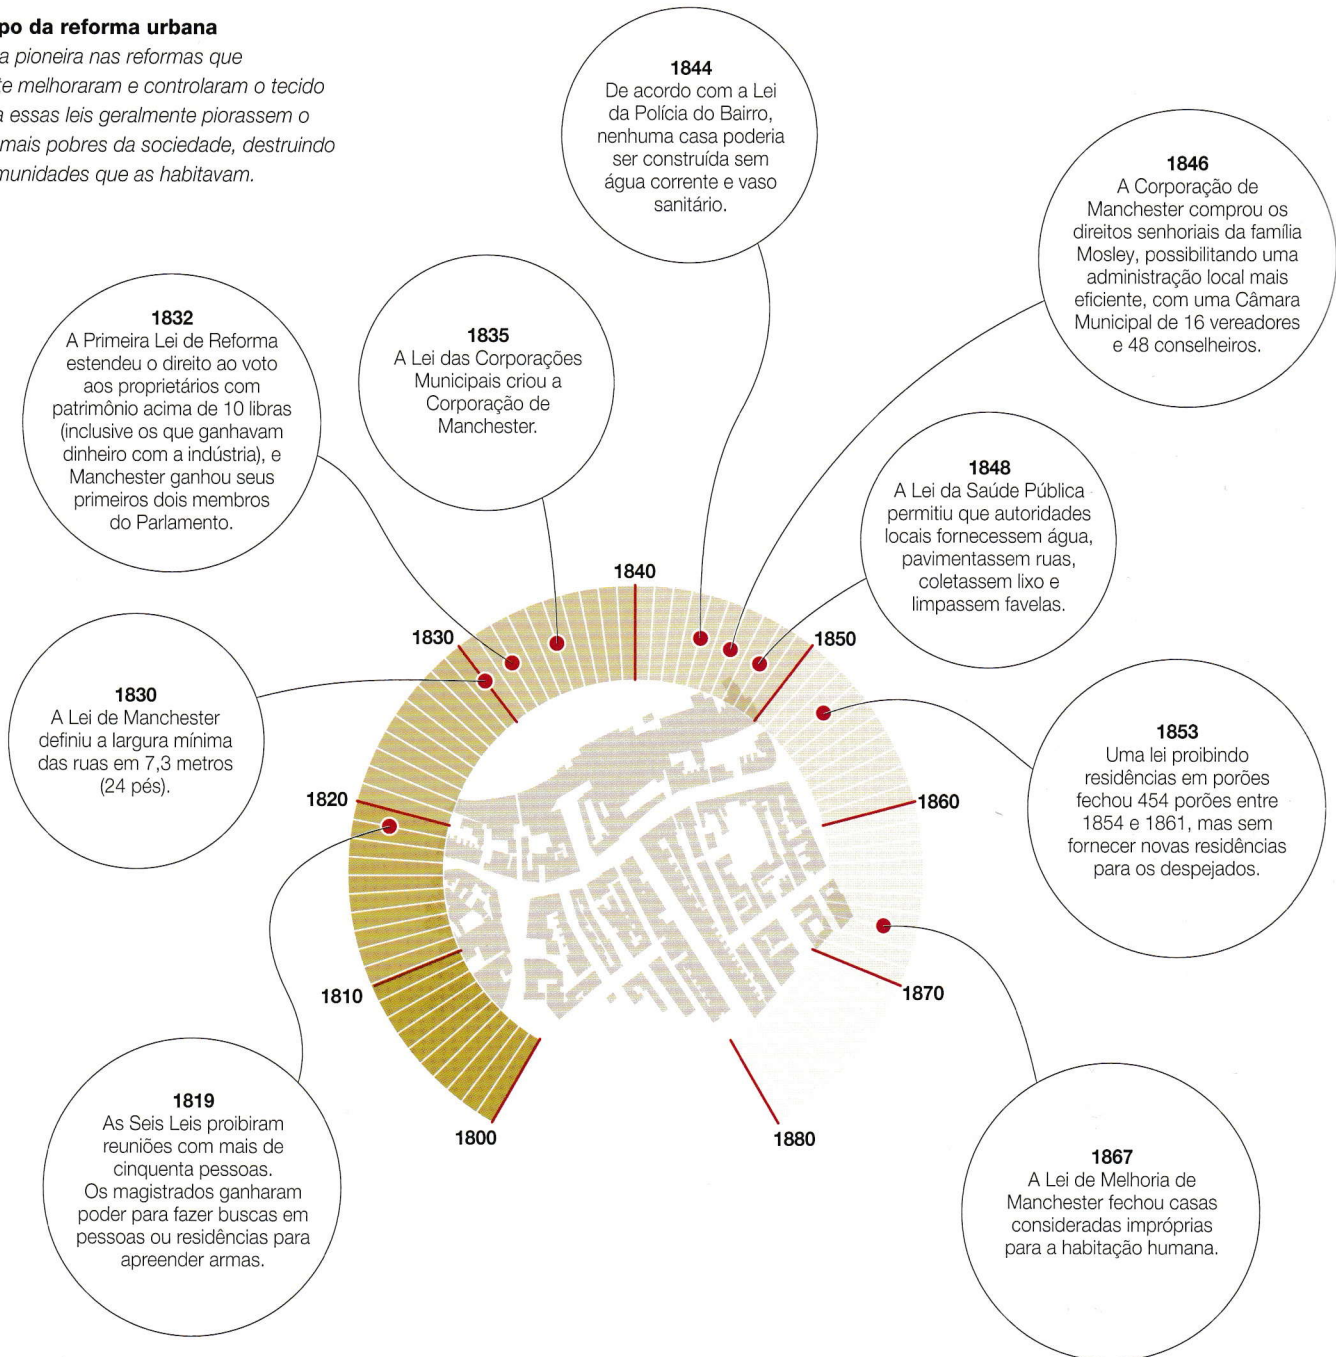 po da reforma urbana
a pioneira nas reformas que
te melhoraram e controlaram o tecido
a essas leis geralmente piorassem o
mais pobres da sociedade, destruindo
munidades que as habitavam.
1844
De acordo com a Lei
da Polícia do Bairro,
nenhuma casa poderia
ser construída sem
água corrente e vaso
sanitário.
1846
A Corporação de
Manchester comprou os
direitos senhoriais da família
Mosley, possibilitando uma
administração local mais
eficiente, com uma Câmara
Municipal de 16 vereadores
e 48 conselheiros.
1832
A Primeira Lei de Reforma
estendeu o direito ao voto
aos proprietários com
patrimônio acima de 10 libras
(inclusive os que ganhavam
dinheiro com a indústria), e
Manchester ganhou seus
primeiros dois membros
do Parlamento.
1835
A Lei das Corporações
Municipais criou a
Corporação de
Manchester.
1848
A Lei da Saúde Pública
permitiu que autoridades
locais fornecessem água,
pavimentassem ruas,
coletassem lixo e
limpassem favelas.
1830
A Lei de Manchester
definiu a largura mínima
das ruas em 7,3 metros
(24 pés).
1853
Uma lei proibindo
residências em porões
fechou 454 porões entre
1854 e 1861, mas sem
fornecer novas residências
para os despejados.
1819
As Seis Leis proibiram
reuniões com mais de
cinquenta pessoas.
Os magistrados ganharam
poder para fazer buscas em
pessoas ou residências para
apreender armas.
1867
A Lei de Melhoria de
Manchester fechou casas
consideradas impróprias
para a habitação humana.
1800
1810
1820
1830
1840
1850
1860
1870
1880